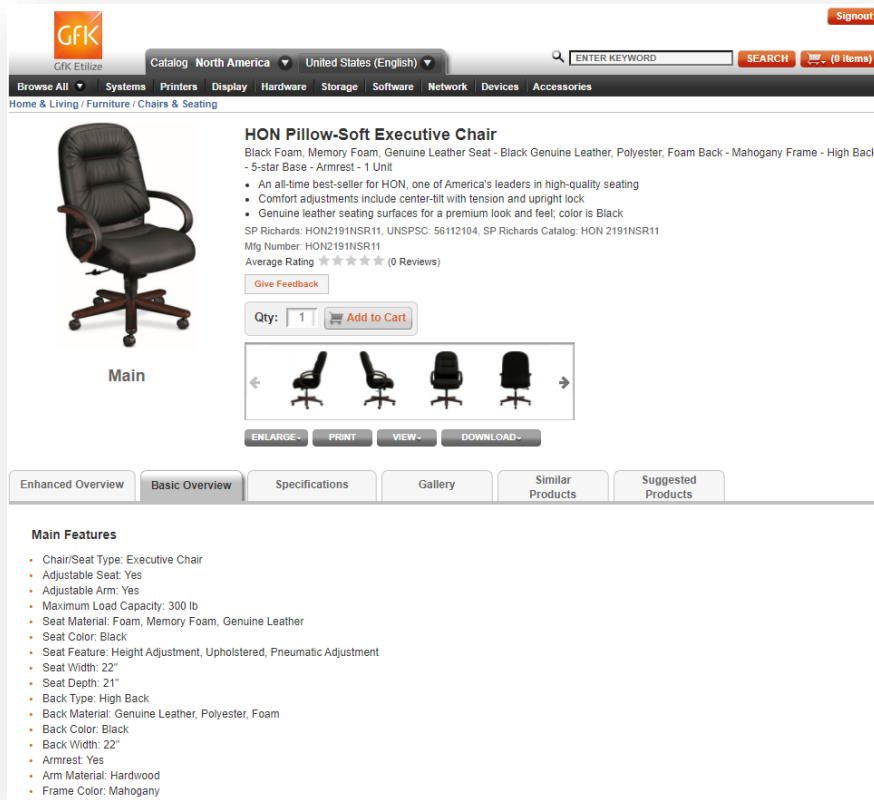 Signout
GfK
GfK Etilize
Catalog North America
United States (English)
ENTER KEYWORD
SEARCH
(0 items)
Browse All
Systems
Printers
Display
Hardware
Storage
Software
Network
Devices
Accessories
Home & Living / Furniture / Chairs & Seating
HON Pillow-Soft Executive Chair
Black Foam, Memory Foam, Genuine Leather Seat - Black Genuine Leather, Polyester, Foam Back - Mahogany Frame - High Back
- 5-star Base - Armrest - 1 Unit
• An all-time best-seller for HON, one of America's leaders in high-quality seating
• Comfort adjustments include center-tilt with tension and upright lock
• Genuine leather seating surfaces for a premium look and feel; color is Black
SP Richards: HON2191NSR11, UNSPSC: 56112104, SP Richards Catalog: HON 2191NSR11
Mfg Number: HON2191NSR11
Average Rating (0 Reviews)
Give Feedback
Qty: 1 Add to Cart
Main
ENLARGE
PRINT
VIEW
DOWNLOAD
Enhanced Overview
Basic Overview
Specifications
Gallery
Similar
Products
Suggested
Products
Main Features
• Chair/Seat Type: Executive Chair
• Adjustable Seat: Yes
• Adjustable Arm: Yes
• Maximum Load Capacity: 300 lb
• Seat Material: Foam, Memory Foam, Genuine Leather
• Seat Color: Black
• Seat Feature: Height Adjustment, Upholstered, Pneumatic Adjustment
• Seat Width: 22"
• Seat Depth: 21"
• Back Type: High Back
• Back Material: Genuine Leather, Polyester, Foam
• Back Color: Black
• Back Width: 22"
• Armrest: Yes
• Arm Material: Hardwood
• Frame Color: Mahogany